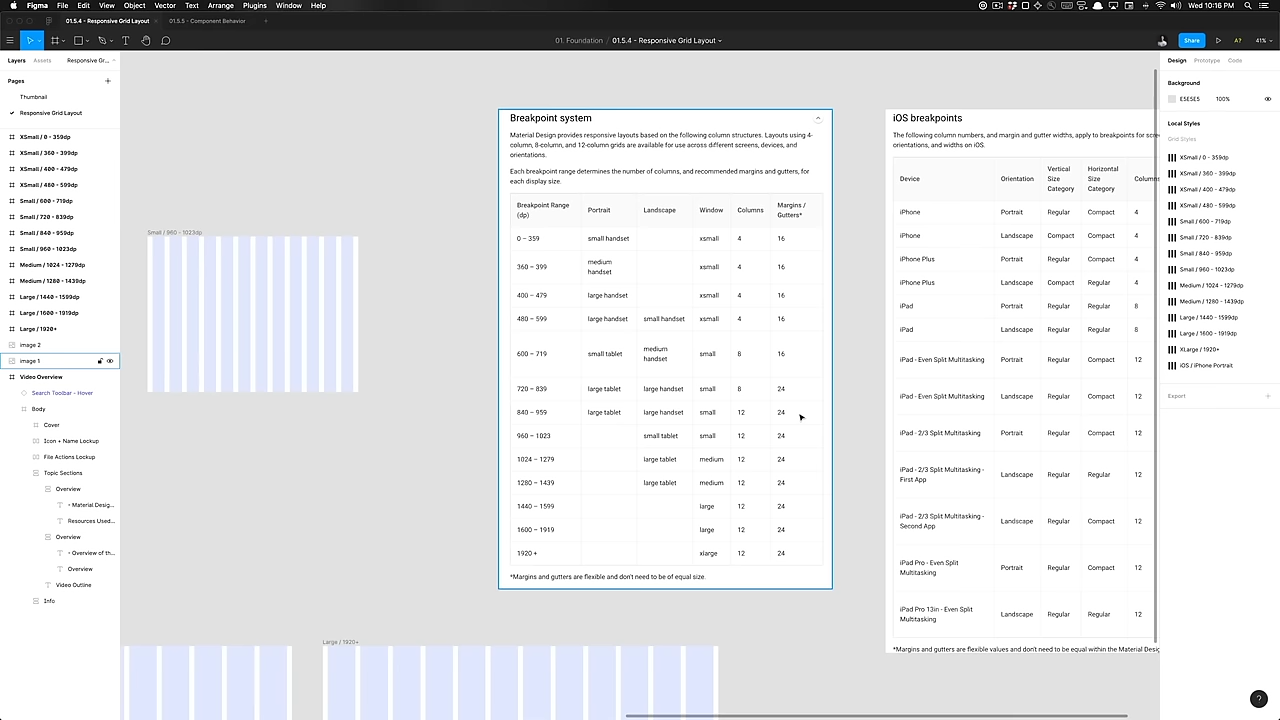 Figma File Edit View Object Vector Text Arrange Plugins Window Help
Wed 10:16 PM
01.5.4 - Responsive Grid Layout
01.5.5 - Component Behavior
01. Foundation / 01.5.4 - Responsive Grid Layout
Share
A?
41%
Layers Assets Responsive Gr...
Pages
Thumbnail
Responsive Grid Layout
XSmall / 0 - 359dp
XSmall / 360 - 399dp
XSmall / 400 - 479dp
XSmall / 480 - 599dp
Small / 600 - 719dp
Small / 720 - 839dp
Small / 840 - 959dp
Small / 960 - 1023dp
Medium / 1024 - 1279dp
Medium / 1280 - 1439dp
Large / 1440 - 1599dp
Large / 1600 - 1919dp
Large / 1920+
image 2
image 1
Video Overview
Search Toolbar - Hover
Body
Cover
Icon + Name Lockup
File Actions Lockup
Topic Sections
Overview
- Material Desig...
Resources Used...
Overview
- Overview of th...
Overview
Video Outline
Info
Small / 960 - 1023dp
Large / 1920+
Breakpoint system
Material Design provides responsive layouts based on the following column structures. Layouts using 4-
column, 8-column, and 12-column grids are available for use across different screens, devices, and
orientations.
Each breakpoint range determines the number of columns, and recommended margins and gutters, for
each display size.
Breakpoint Range (dp) Portrait Landscape Window Columns Margins / Gutters*
0 – 359 small handset xsmall 4 16
360 – 399 medium handset xsmall 4 16
400 – 479 large handset xsmall 4 16
480 – 599 large handset small handset xsmall 4 16
600 – 719 small tablet medium handset small 8 16
720 – 839 large tablet large handset small 8 24
840 – 959 large tablet large handset small 12 24
960 – 1023 small tablet small 12 24
1024 – 1279 large tablet medium 12 24
1280 – 1439 large tablet medium 12 24
1440 – 1599 large 12 24
1600 – 1919 large 12 24
1920 + xlarge 12 24
*Margins and gutters are flexible and don't need to be of equal size.
iOS breakpoints
The following column numbers, and margin and gutter widths, apply to breakpoints for scre
orientations, and widths on iOS.
Device Orientation Vertical Size Category Horizontal Size Category Column
iPhone Portrait Regular Compact 4
iPhone Landscape Compact Compact 4
iPhone Plus Portrait Regular Compact 4
iPhone Plus Landscape Compact Regular 4
iPad Portrait Regular Regular 8
iPad Landscape Regular Regular 8
iPad - Even Split Multitasking Portrait Regular Compact 12
iPad - Even Split Multitasking Landscape Regular Compact 12
iPad - 2/3 Split Multitasking Portrait Regular Compact 12
iPad - 2/3 Split Multitasking - First App Landscape Regular Regular 12
iPad - 2/3 Split Multitasking - Second App Landscape Regular Compact 12
iPad Pro - Even Split Multitasking Portrait Regular Compact 12
iPad Pro 13in - Even Split Multitasking Landscape Regular Regular 12
*Margins and gutters are flexible values and don't need to be equal within the Material Desig
Design Prototype Code
Background
E5E5E5 100%
Local Styles
Grid Styles
XSmall / 0 - 359dp
XSmall / 360 - 399dp
XSmall / 400 - 479dp
XSmall / 480 - 599dp
Small / 600 - 719dp
Small / 720 - 839dp
Small / 840 - 959dp
Small / 960 - 1023dp
Medium / 1024 - 1279dp
Medium / 1280 - 1439dp
Large / 1440 - 1599dp
Large / 1600 - 1919dp
XLarge / 1920+
iOS / iPhone Portrait
Export
?